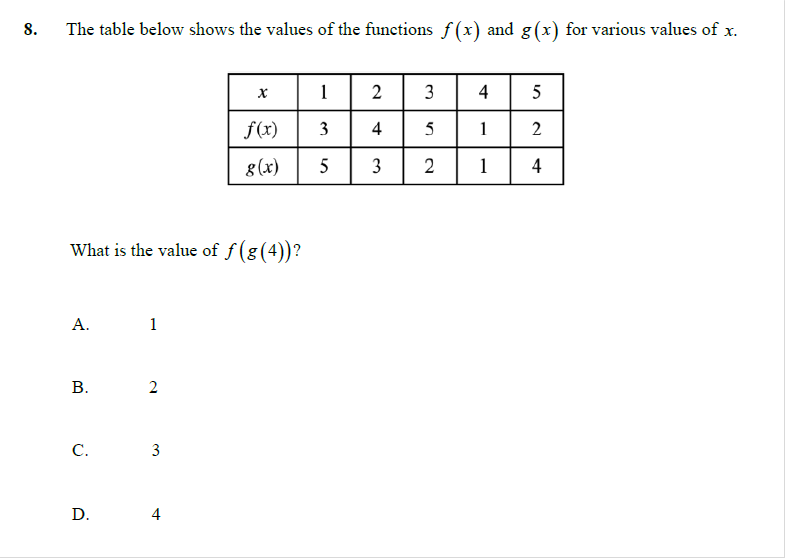 8. The table below shows the values of the functions f(x) and g(x) for various values of x.
x 1 2 3 4 5
f(x) 3 4 5 1 2
g(x) 5 3 2 1 4
What is the value of f(g(4))?
A. 1
B. 2
C. 3
D. 4